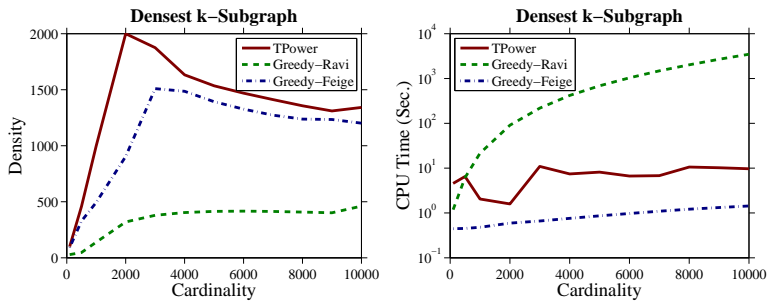 Densest k−Subgraph
2000
1500
1000
500
0
Density
TPower
Greedy−Ravi
Greedy−Feige
0 2000 4000 6000 8000 10000
Cardinality
Densest k−Subgraph
10^4
10^3
10^2
10^1
10^0
10^−1
CPU Time (Sec.)
TPower
Greedy−Ravi
Greedy−Feige
0 2000 4000 6000 8000 10000
Cardinality